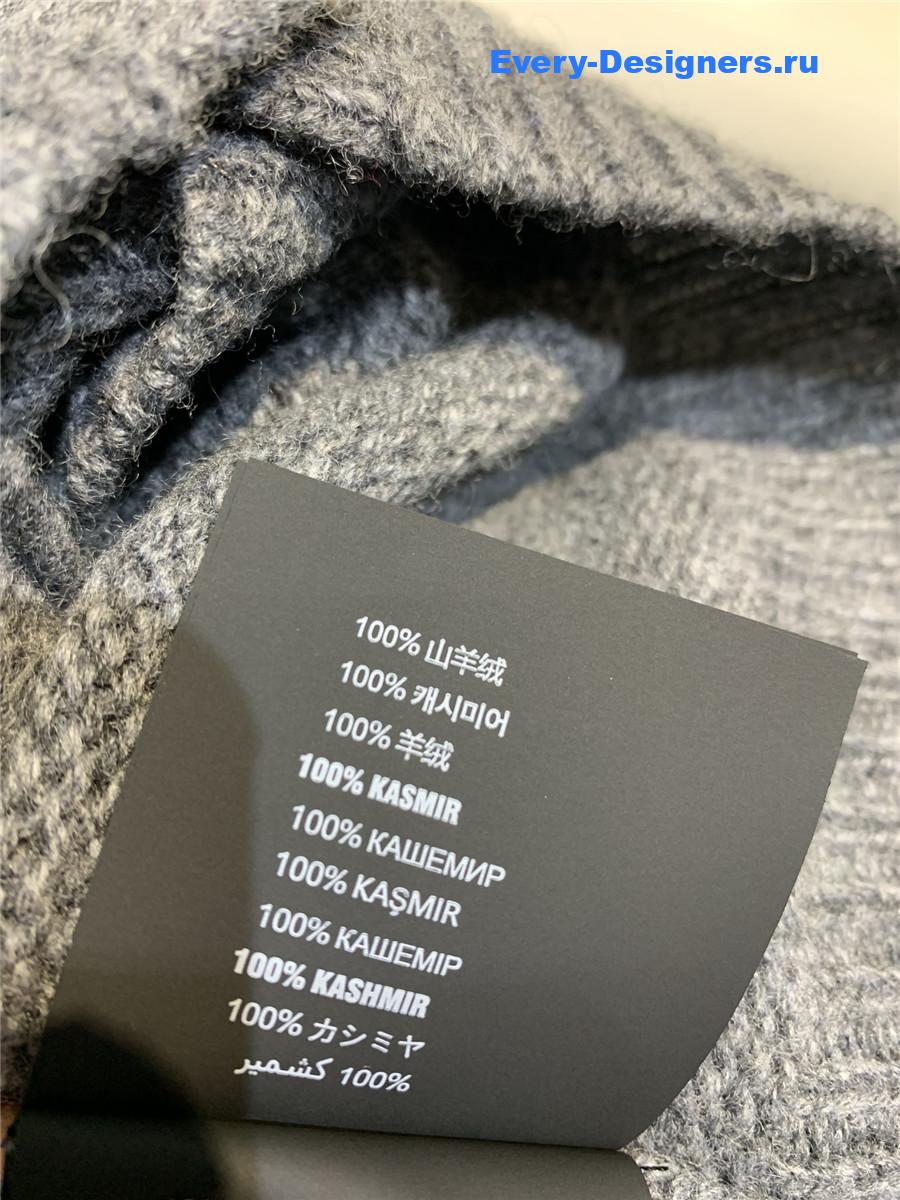 Every-Designers.ru
100% 山羊绒
100% 캐시미어
100% 羊绒
100% KASMIR
100% КАШЕМИР
100% KAŞMIR
100% КАШЕМІР
100% KASHMIR
100% カシミヤ
100% كشمير